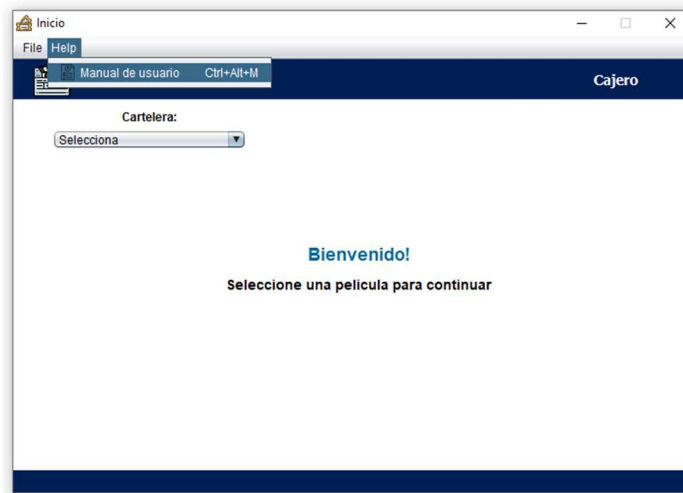 Inicio
File Help
Manual de usuario Ctrl+Alt+M
Cajero
Cartelera:
Selecciona
Bienvenido!
Seleccione una pelicula para continuar